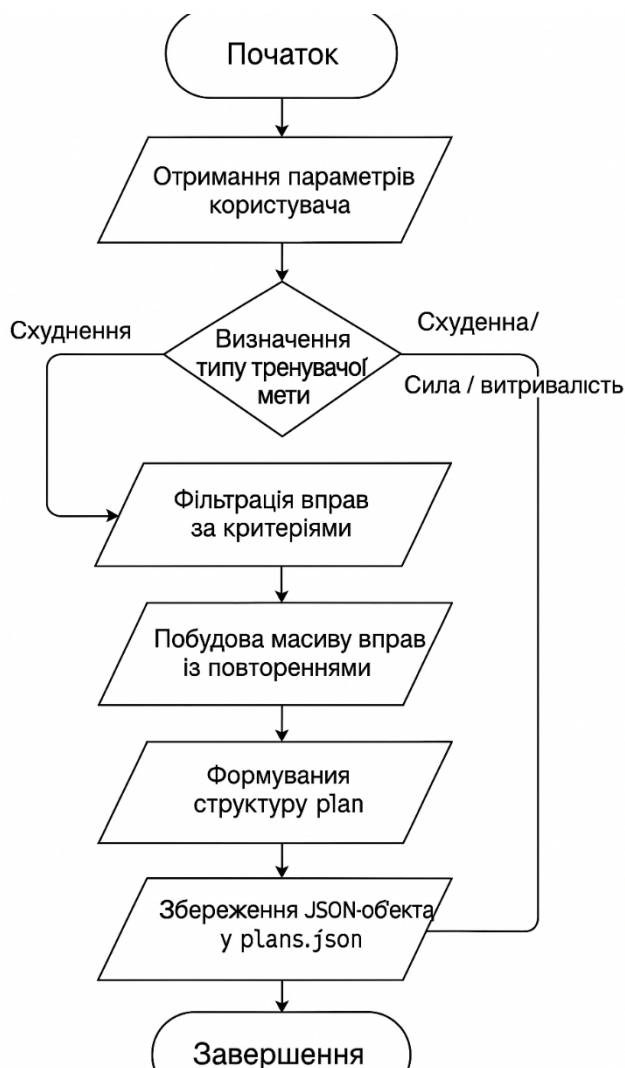 Початок
Отримання параметрів
користувача
Схуднення
Визначення
типу тренувачої
мети
Схуденна/
Сила / витривалість
Фільтрація вправ
за критеріями
Побудова масиву вправ
із повтореннями
Формування
структуру plan
Збереження JSON-об'єкта
у plans.json
Завершення